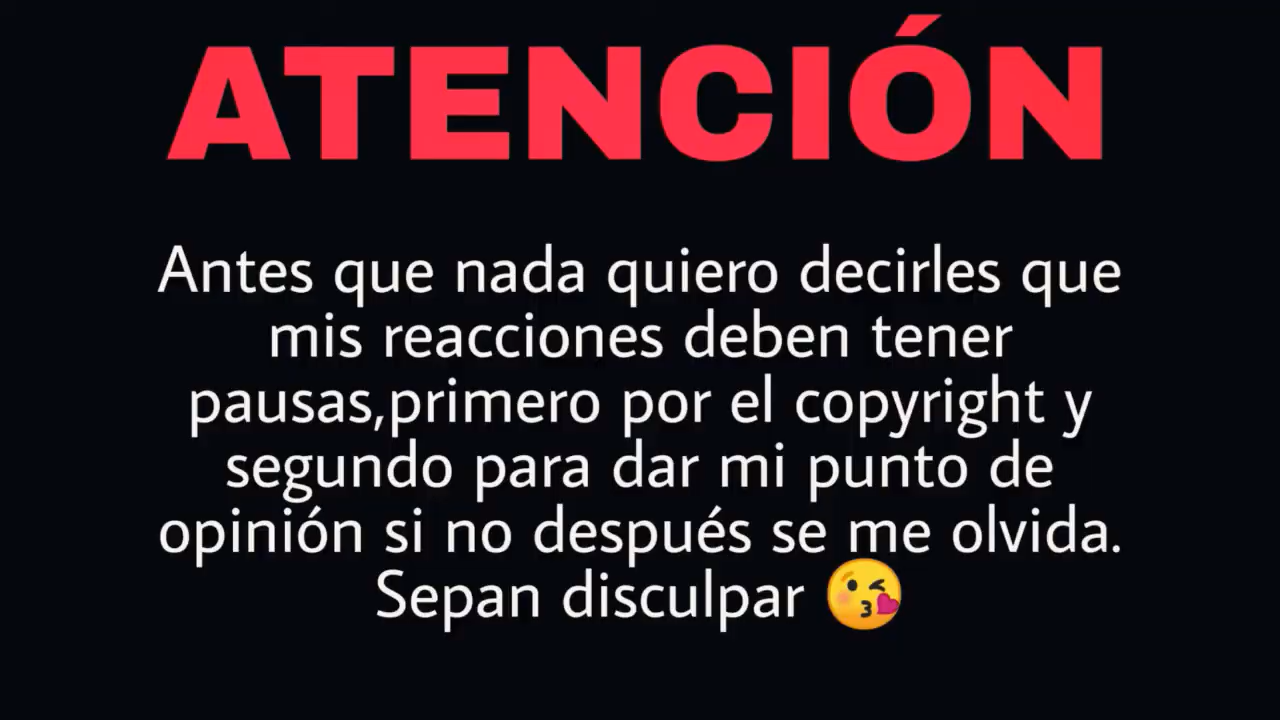 ATENCIÓN
Antes que nada quiero decirles que
mis reacciones deben tener
pausas,primero por el copyright y
segundo para dar mi punto de
opinión si no después se me olvida.
Sepan disculpar 😘